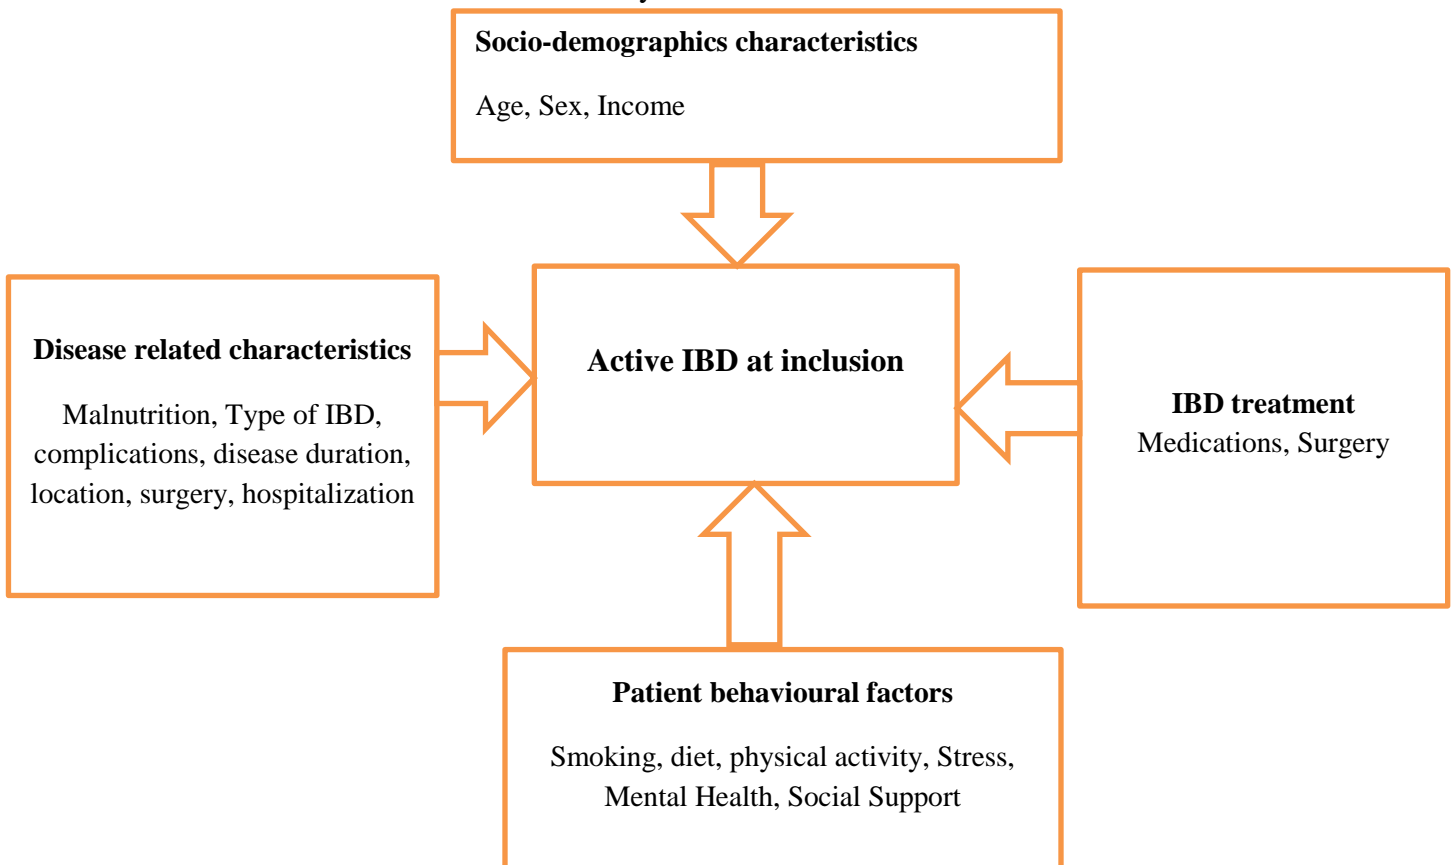 Socio-demographics characteristics
Age, Sex, Income
Disease related characteristics
Malnutrition, Type of IBD,
complications, disease duration,
location, surgery, hospitalization
Active IBD at inclusion
IBD treatment
Medications, Surgery
Patient behavioural factors
Smoking, diet, physical activity, Stress,
Mental Health, Social Support